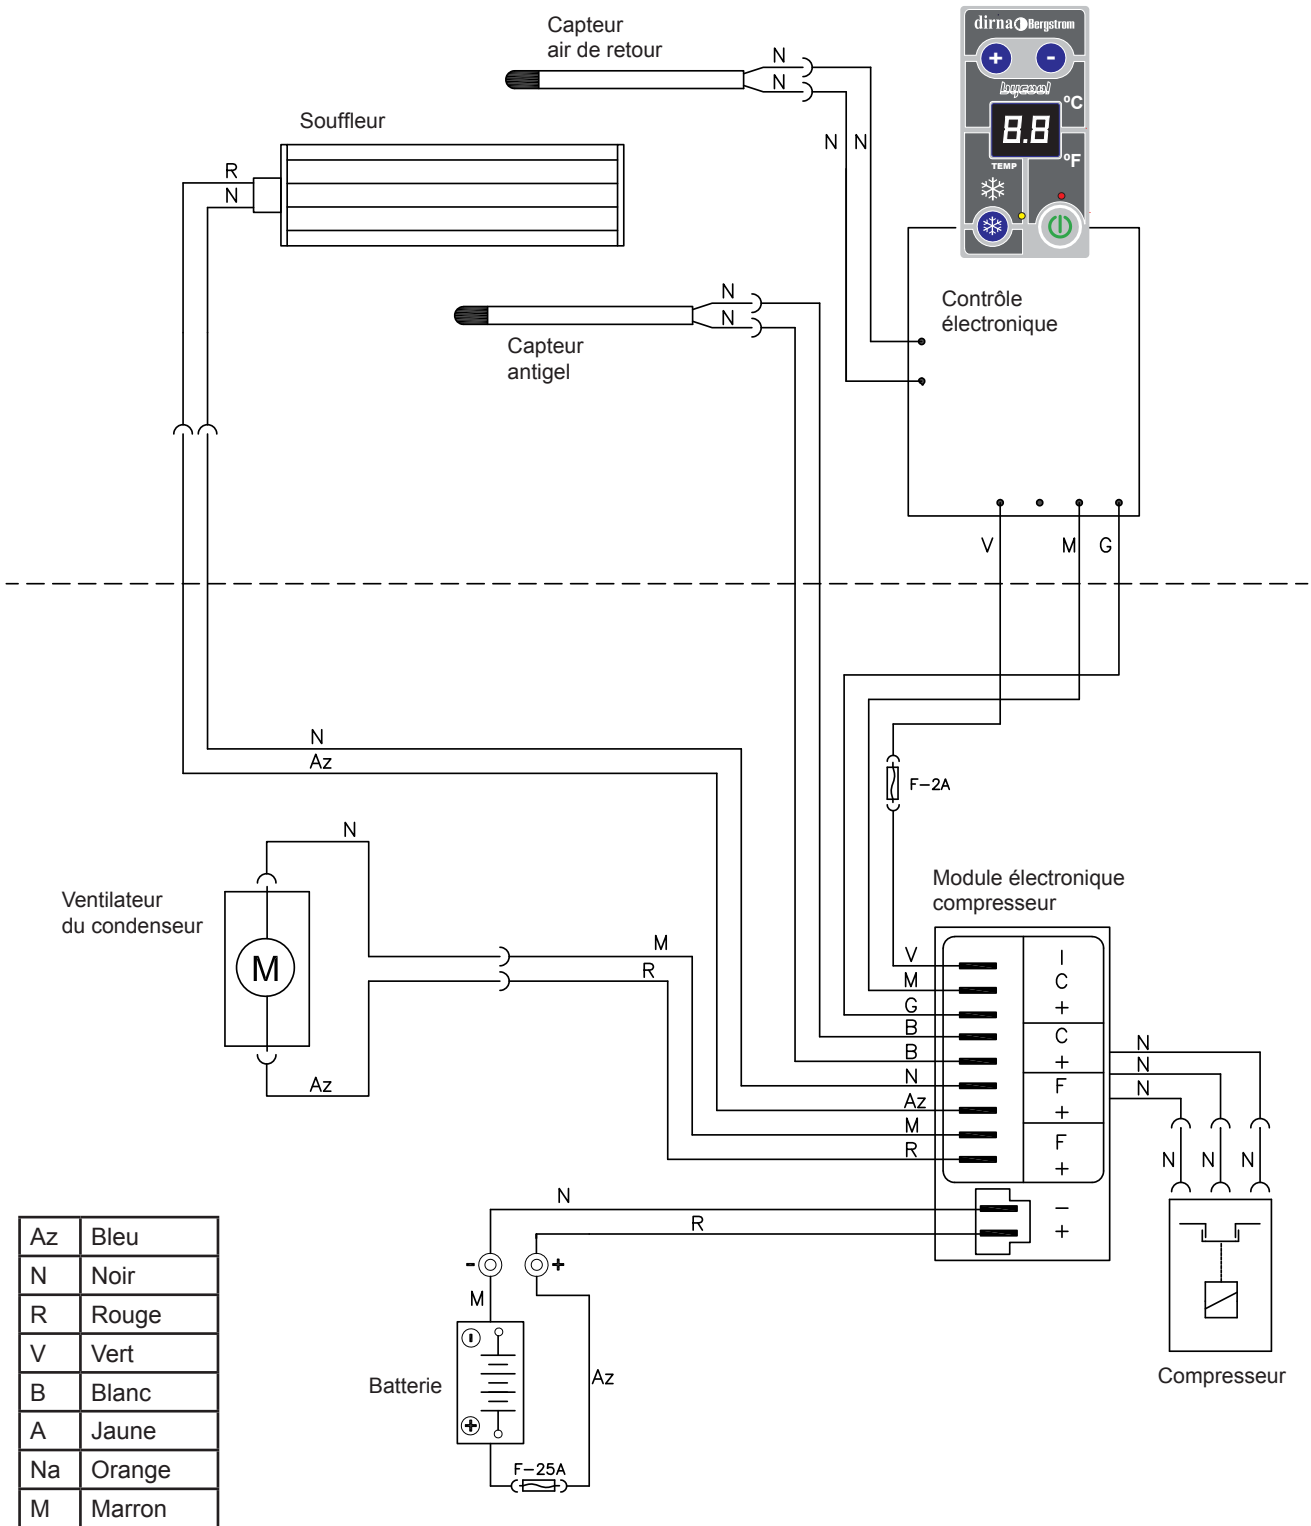 Capteur
air de retour
N
N
N N
dirna Bergstrom
+ -
bycool
°C
8.8
TEMP
°F
Souffleur
R
N
Contrôle
électronique
N
N
Capteur
antigel
V M G
N
Az
F-2A
N
Ventilateur
du condenseur
M
M
R
Az
Module électronique
compresseur
V I
M C
G +
B C
B +
N F
Az +
M F
R +
N
N
N
N N N
N -
R +
- +
M
Az
Batterie
F-25A
Compresseur
Az Bleu
N Noir
R Rouge
V Vert
B Blanc
A Jaune
Na Orange
M Marron